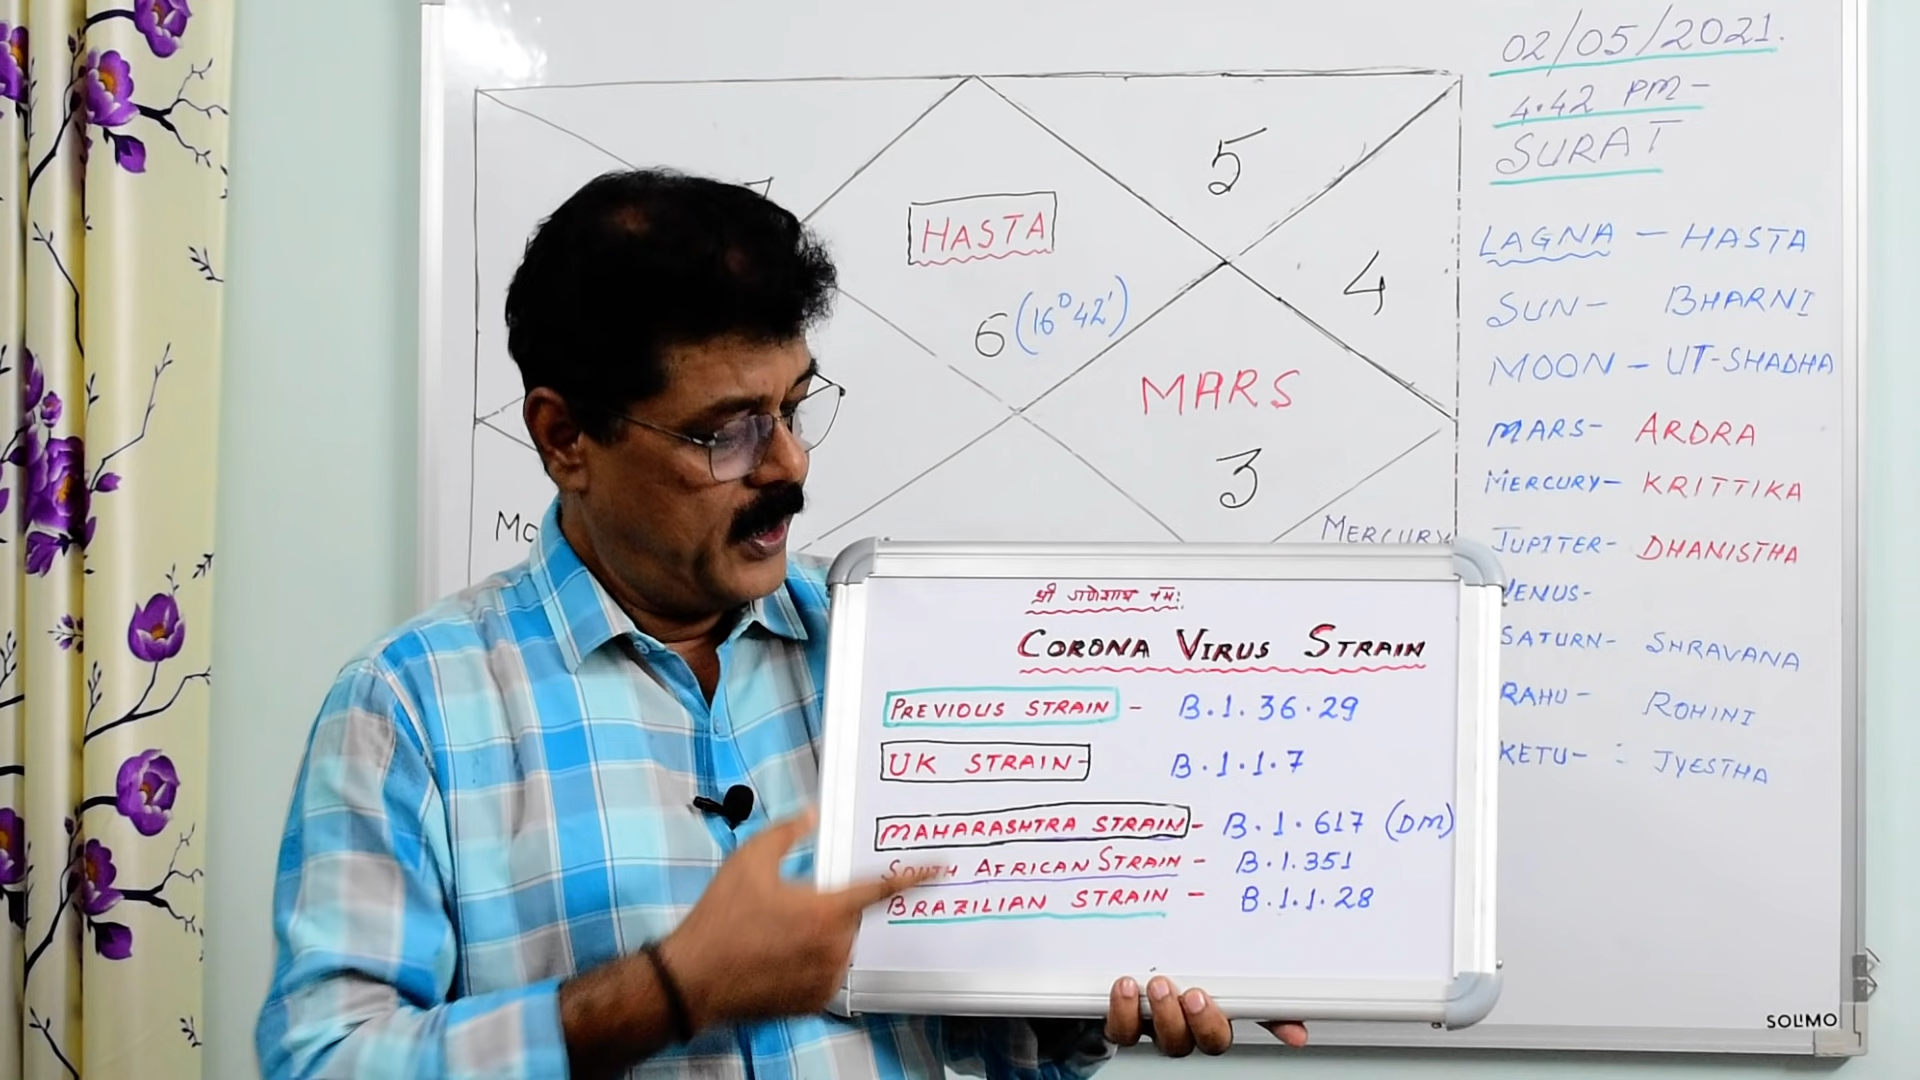 02/05/2021.
4.42 PM-
SURAT
5
HASTA
4
6 (16° 42')
MARS
3
MERCURY
LAGNA - HASTA
SUN- BHARNI
MOON - UT-SHADHA
MARS- ARDRA
MERCURY- KRITTIKA
JUPITER- DHANISTHA
VENUS-
SATURN- SHRAVANA
RAHU- ROHINI
KETU- : JYESTHA
श्री गणेशाय नमः
CORONA VIRUS STRAIN
PREVIOUS STRAIN - B.1.36.29
UK STRAIN- B.1.1.7
MAHARASHTRA STRAIN- B.1.617 (DM)
SOUTH AFRICAN STRAIN - B.1.351
BRAZILIAN STRAIN - B.1.1.28
SOLIMO